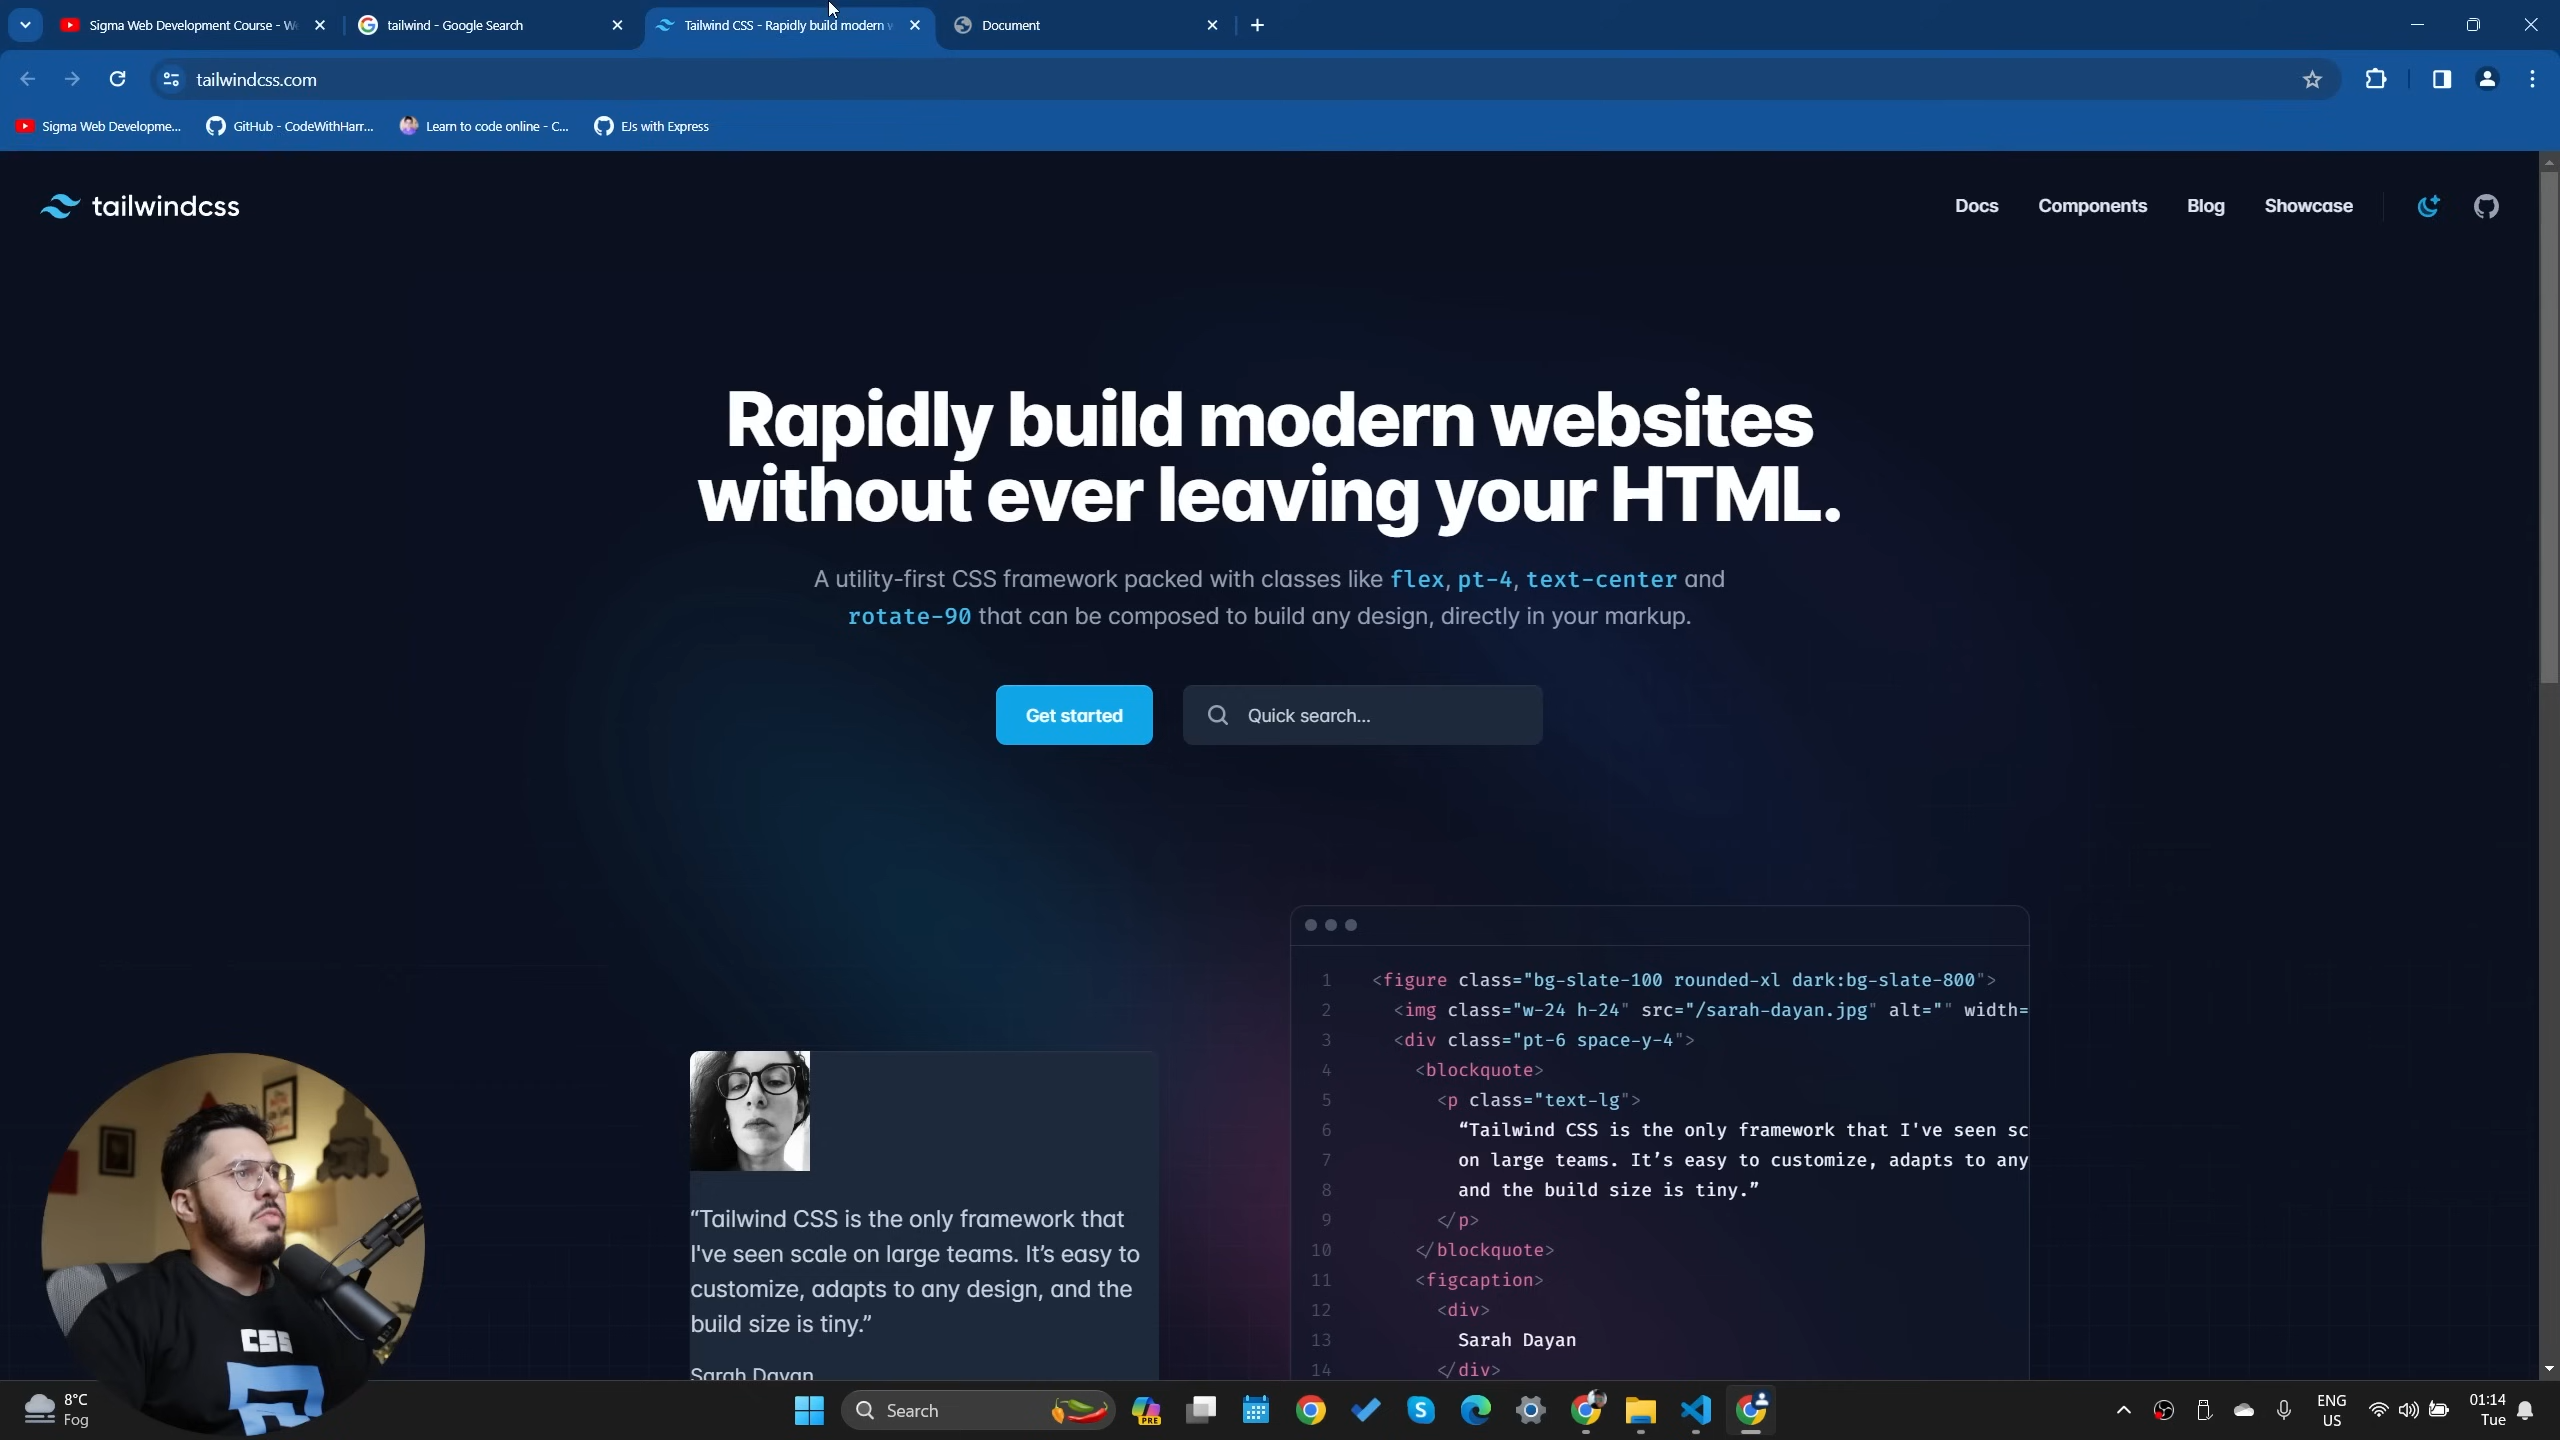 Sigma Web Development Course - W
tailwind - Google Search
Tailwind CSS - Rapidly build modern w
Document
tailwindcss.com
Sigma Web Developme...
GitHub - CodeWithHarr...
Learn to code online - C...
EJs with Express
tailwindcss
Docs
Components
Blog
Showcase
Rapidly build modern websites
without ever leaving your HTML.
A utility-first CSS framework packed with classes like flex, pt-4, text-center and
rotate-90 that can be composed to build any design, directly in your markup.
Get started
Quick search...
“Tailwind CSS is the only framework that
I've seen scale on large teams. It’s easy to
customize, adapts to any design, and the
build size is tiny.”
Sarah Dayan
1 <figure class="bg-slate-100 rounded-xl dark:bg-slate-800">
2 <img class="w-24 h-24" src="/sarah-dayan.jpg" alt="" width=
3 <div class="pt-6 space-y-4">
4 <blockquote>
5 <p class="text-lg">
6 “Tailwind CSS is the only framework that I've seen sc
7 on large teams. It’s easy to customize, adapts to any
8 and the build size is tiny.”
9 </p>
10 </blockquote>
11 <figcaption>
12 <div>
13 Sarah Dayan
14 </div>
CSS
8°C
Fog
Search
PRE
ENG
US
01:14
Tue